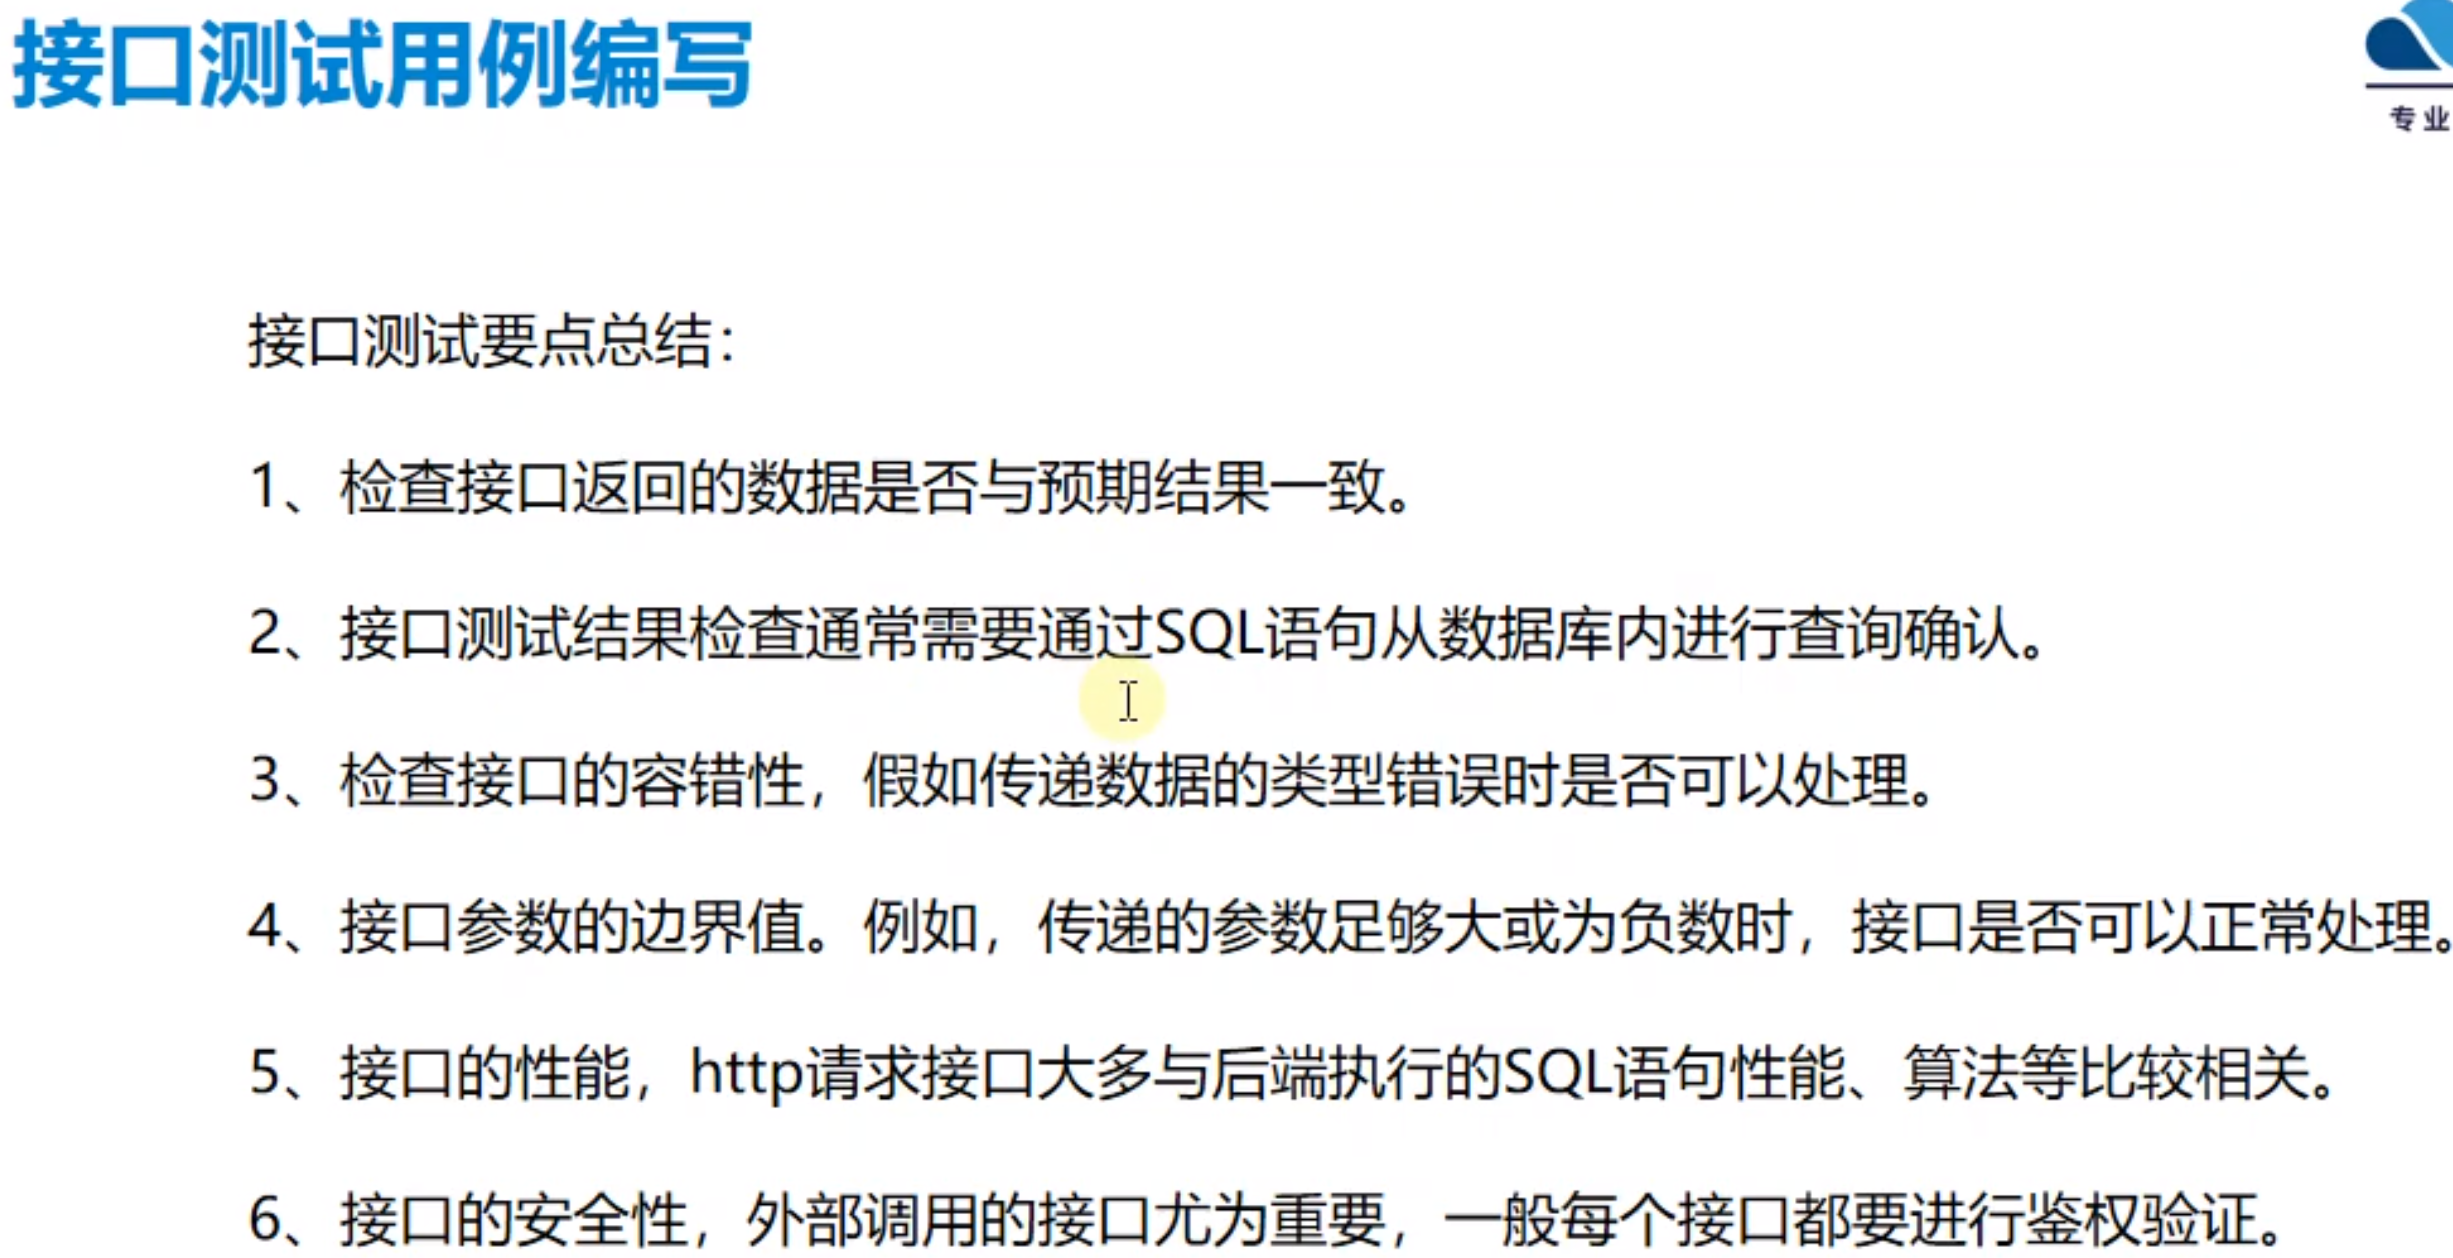 接口测试用例编写
专业
接口测试要点总结：
1、检查接口返回的数据是否与预期结果一致。
2、接口测试结果检查通常需要通过SQL语句从数据库内进行查询确认。
3、检查接口的容错性，假如传递数据的类型错误时是否可以处理。
4、接口参数的边界值。例如，传递的参数足够大或为负数时，接口是否可以正常处理。
5、接口的性能，http请求接口大多与后端执行的SQL语句性能、算法等比较相关。
6、接口的安全性，外部调用的接口尤为重要，一般每个接口都要进行鉴权验证。